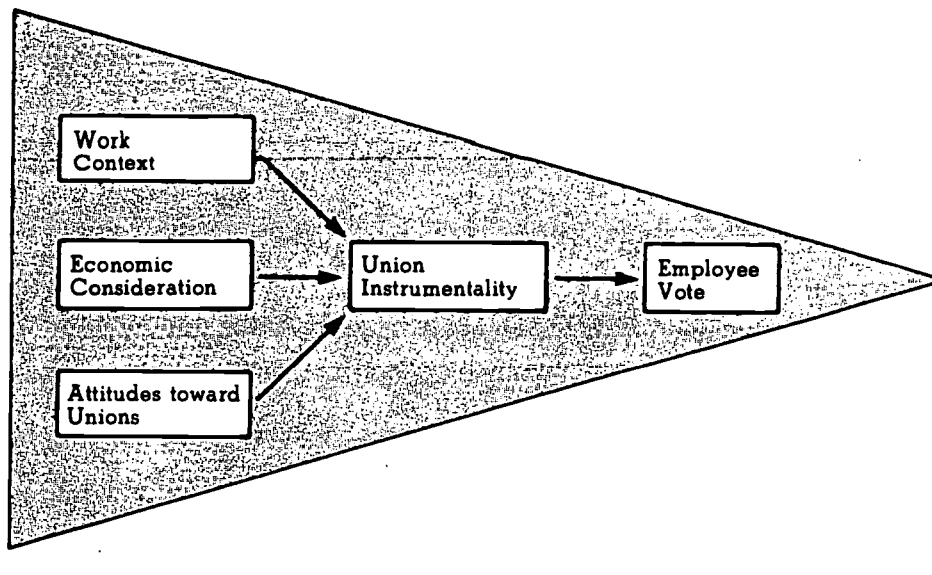 Work
Context
Economic
Consideration
Attitudes toward
Unions
Union
Instrumentality
Employee
Vote